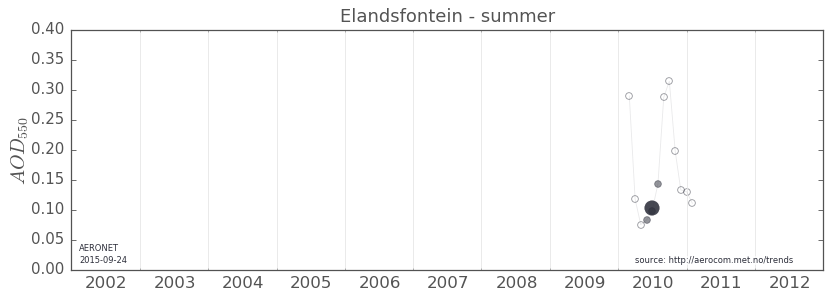 Elandsfontein - summer
0.40
0.35
0.30
0.25
0.20
0.15
0.10
0.05
0.00
AOD550
AERONET
2015-09-24
source: http://aerocom.met.no/trends
2002 2003 2004 2005 2006 2007 2008 2009 2010 2011 2012